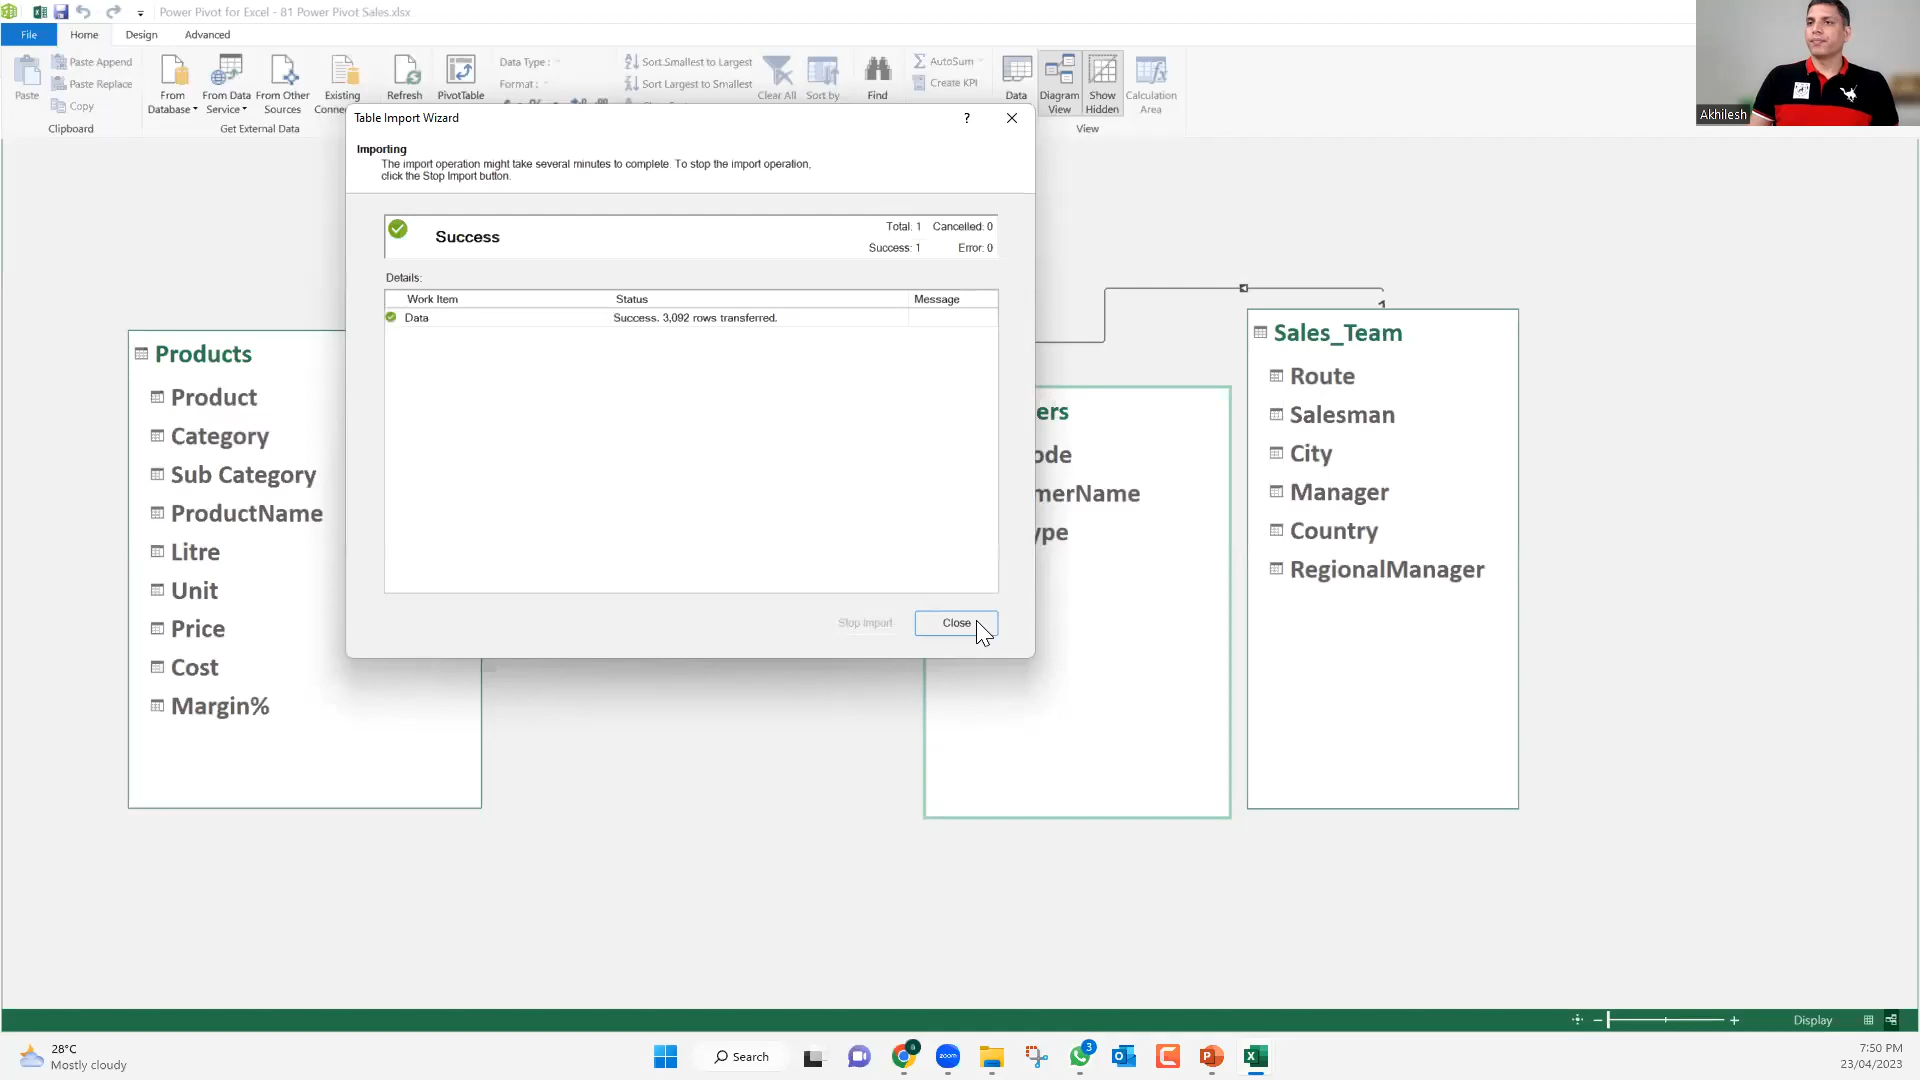 Power Pivot for Excel - 81 Power Pivot Sales.xlsx
File Home Design Advanced
Paste
Paste Append
Paste Replace
Copy
Clipboard
From
Database
From Data
Service
From Other
Sources
Existing
Get External Data
Refresh
PivotTable
Data Type :
Format :
Sort Smallest to Largest
Sort Largest to Smallest
Clear All
Sort by
Find
AutoSum
Create KPI
Data
Diagram
View
Show
Hidden
Calculation
Area
View
Akhilesh
Table Import Wizard
?
Importing
The import operation might take several minutes to complete. To stop the import operation,
click the Stop Import button.
Success
Total: 1 Cancelled: 0
Success: 1 Error: 0
Details:
Work Item Status Message
Data Success. 3,092 rows transferred.
Stop Import Close
Products
Product
Category
Sub Category
ProductName
Litre
Unit
Price
Cost
Margin%
ers
ode
merName
ype
1
Sales_Team
Route
Salesman
City
Manager
Country
RegionalManager
Display
28°C
Mostly cloudy
Search
zoom
3
7:50 PM
23/04/2023